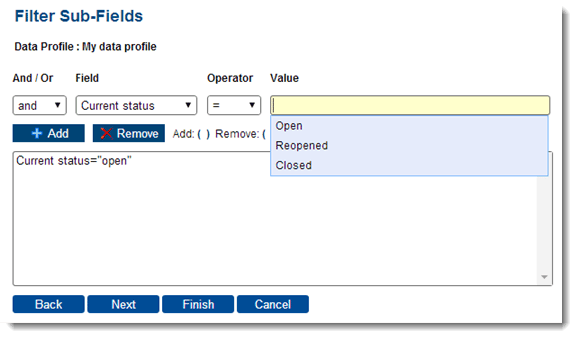 Filter Sub-Fields
Data Profile : My data profile
And / Or Field Operator Value
and Current status =
Add Remove Add: ( ) Remove: (
Open
Reopened
Closed
Current status="open"
Back Next Finish Cancel